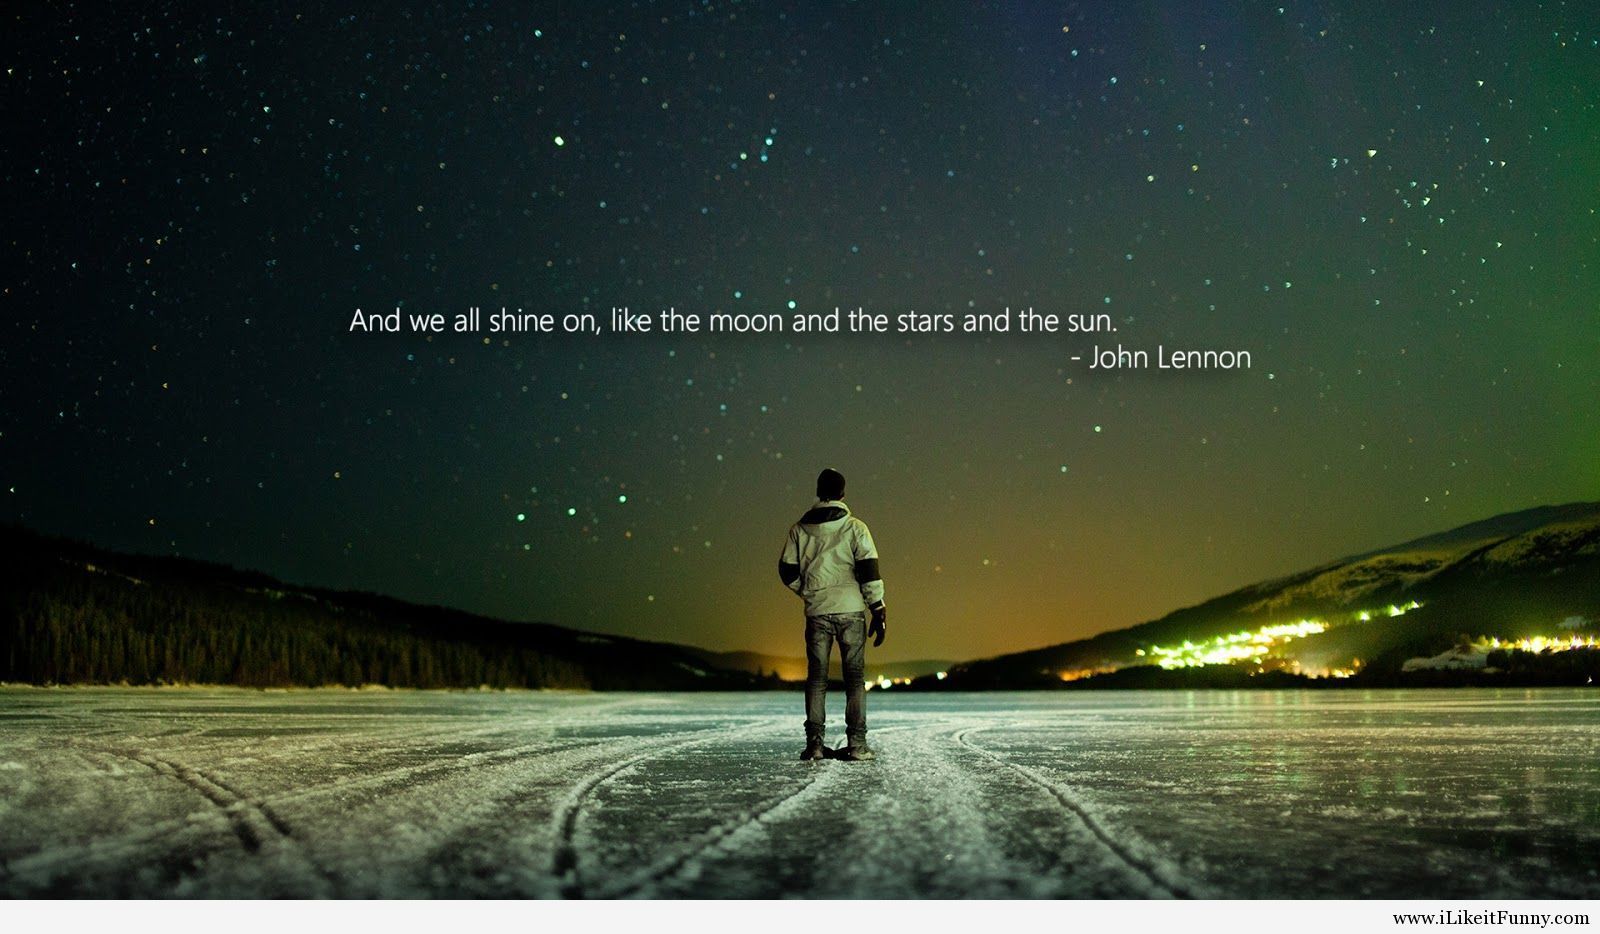 And we all shine on, like the moon and the stars and the sun.
- John Lennon
www.iLikeitFunny.com